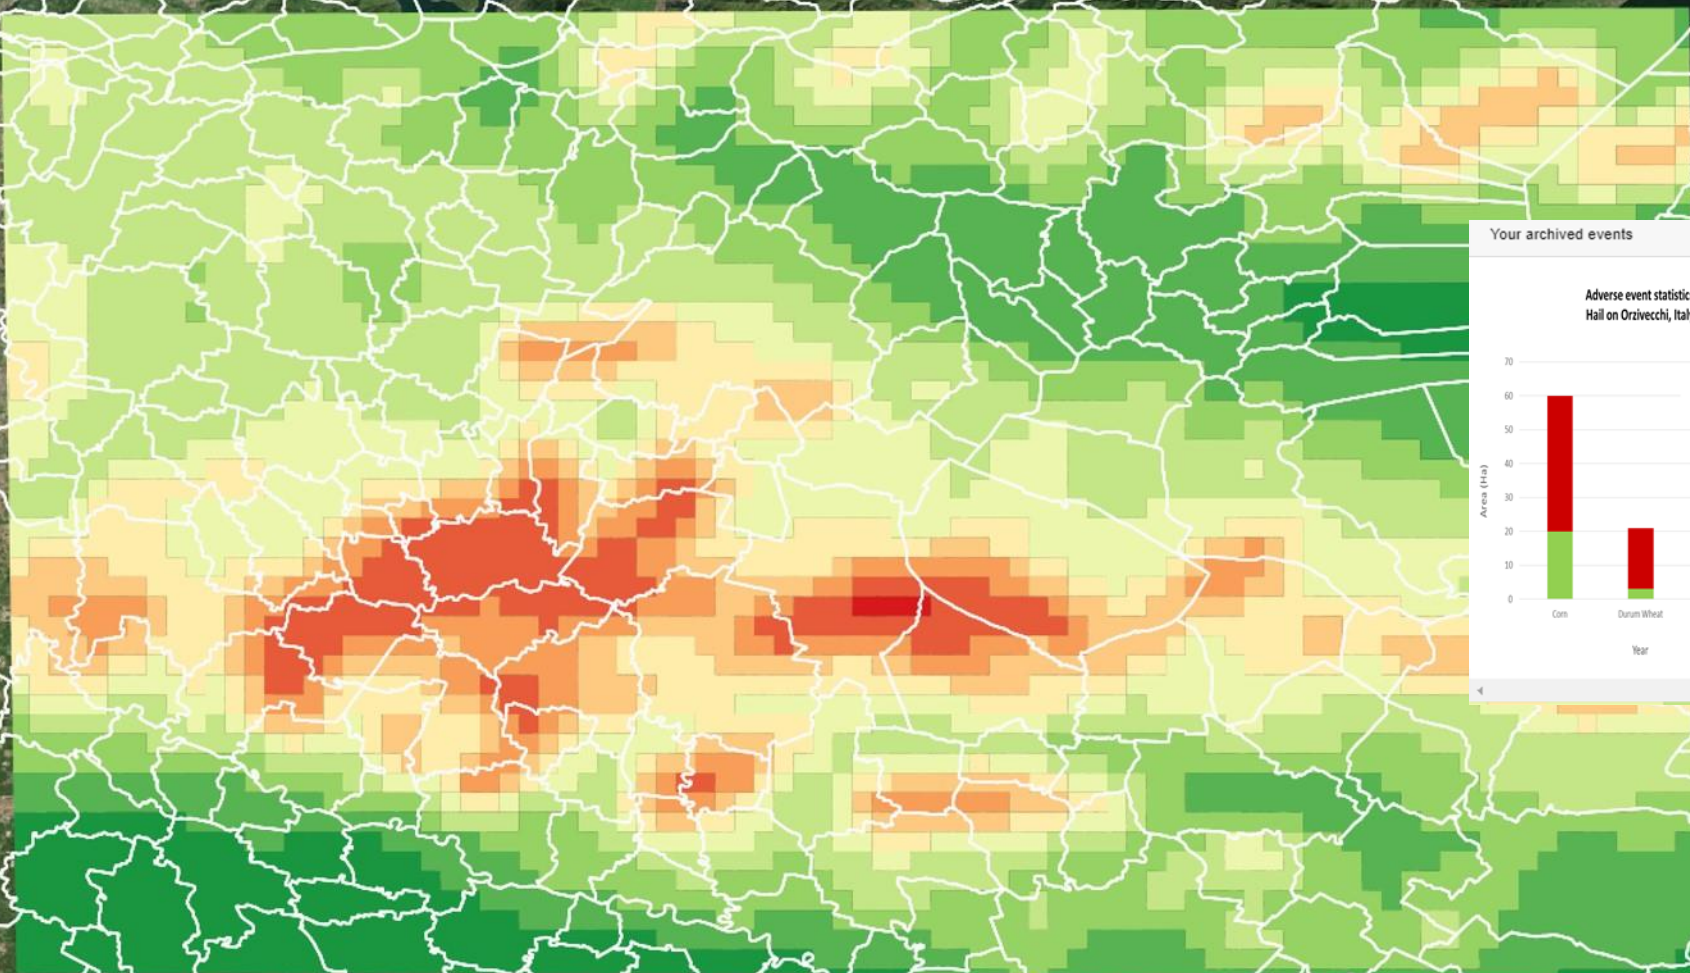 Your archived events
Adverse event statistic
Hail on Orzivecchi, Ital
70
60
50
40
30
20
10
0
Area (Ha)
Corn
Durum Wheat
Year